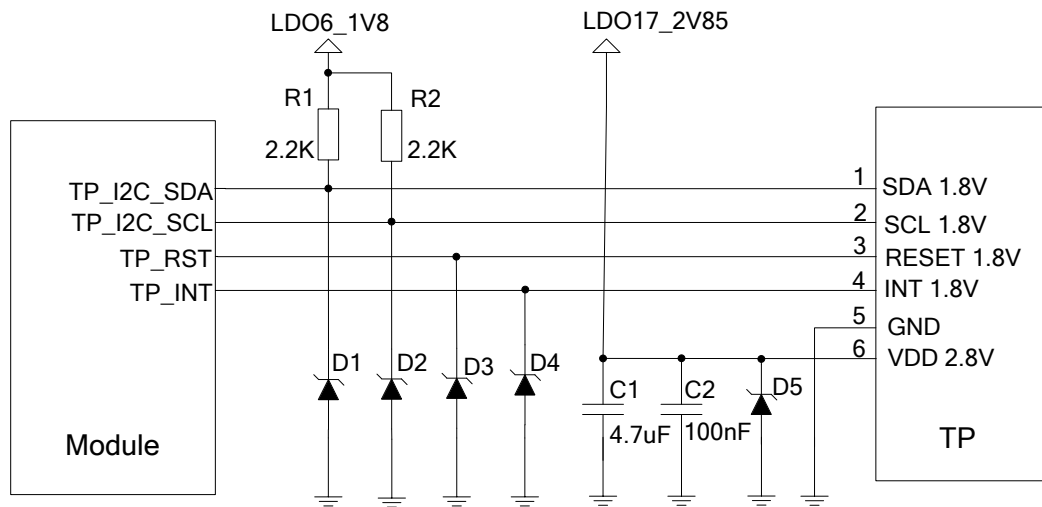 LDO6_1V8
LDO17_2V85
R1
R2
2.2K
2.2K
TP_I2C_SDA
TP_I2C_SCL
TP_RST
TP_INT
1
SDA 1.8V
2
SCL 1.8V
3
RESET 1.8V
4
INT 1.8V
5
GND
6
VDD 2.8V
D1
D2
D3
D4
C1
4.7uF
C2
100nF
D5
Module
TP